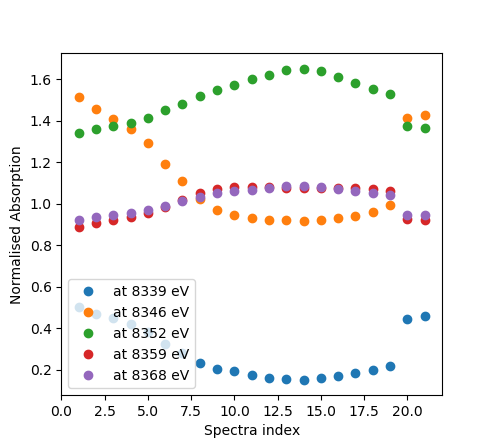 1.6
1.4
1.2
1.0
0.8
0.6
0.4
0.2
Normalised Absorption
at 8339 eV
at 8346 eV
at 8352 eV
at 8359 eV
at 8368 eV
0.0 2.5 5.0 7.5 10.0 12.5 15.0 17.5 20.0
Spectra index